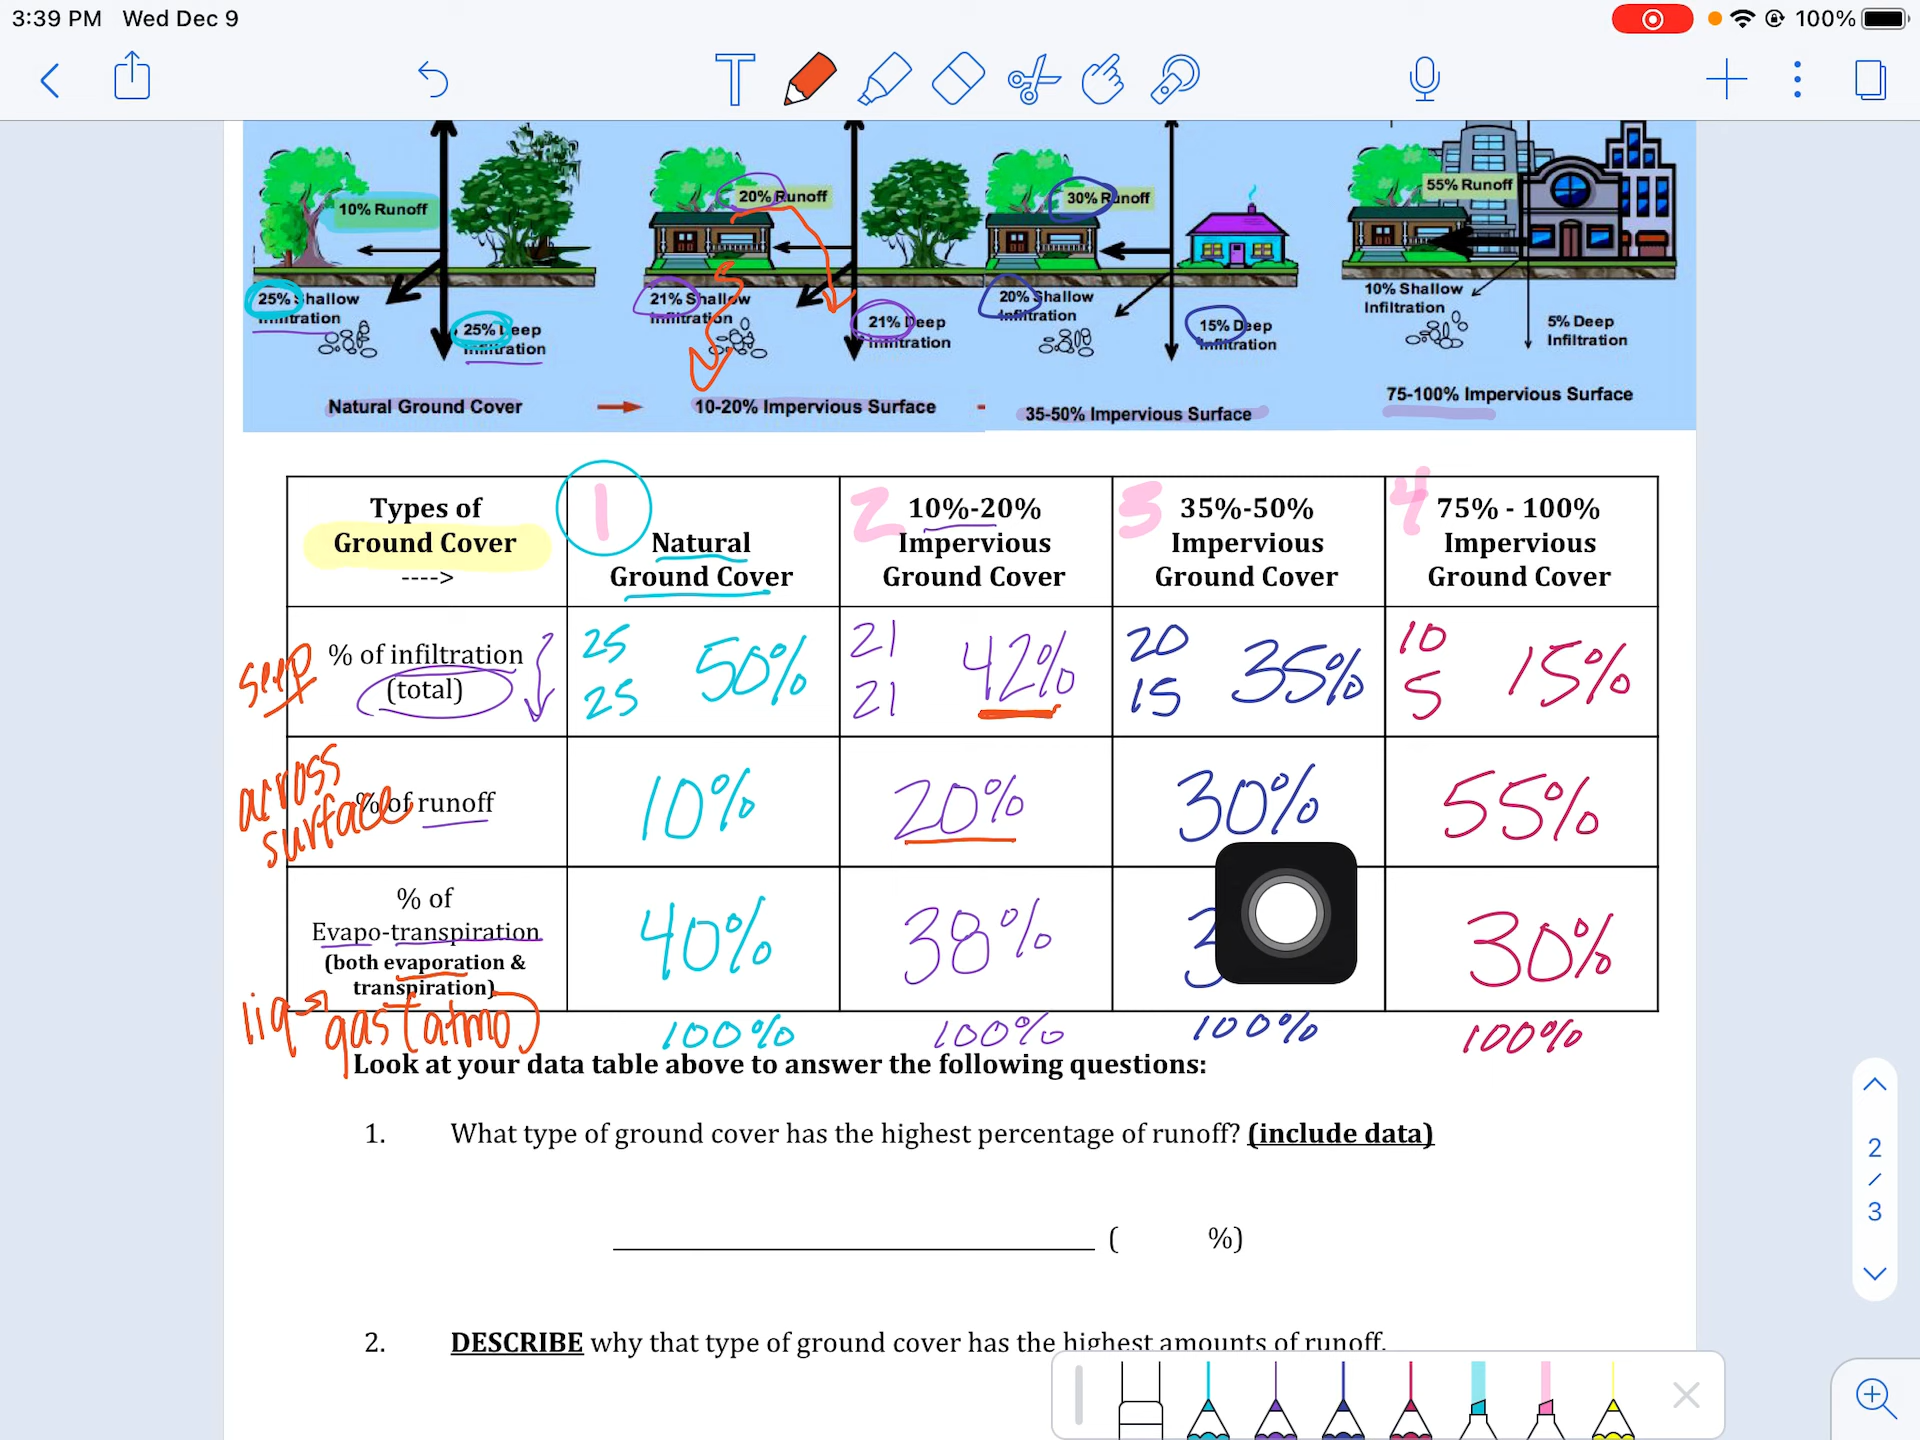 3:39 PM Wed Dec 9
100%
10% Runoff
20% Runoff
30% Runoff
55% Runoff
25% Shallow
Infiltration
25% Deep
Infiltration
21% Shallow
Infiltration
21% Deep
Infiltration
20% Shallow
Infiltration
15% Deep
Infiltration
10% Shallow
Infiltration
5% Deep
Infiltration
Natural Ground Cover
10-20% Impervious Surface
35-50% Impervious Surface
75-100% Impervious Surface
Types of
Ground Cover
---->
1
Natural
Ground Cover
2
10%-20%
Impervious
Ground Cover
3
35%-50%
Impervious
Ground Cover
4
75% - 100%
Impervious
Ground Cover
seep
% of infiltration
(total)
25
25
50%
21
21
42%
20
15
35%
10
5
15%
across
surface
% of runoff
10%
20%
30%
55%
% of
Evapo-transpiration
(both evaporation &
transpiration)
liq→gas (atmo)
40%
38%
30%
100%
100%
100%
100%
Look at your data table above to answer the following questions:
1. What type of ground cover has the highest percentage of runoff? (include data)
( %)
2. DESCRIBE why that type of ground cover has the highest amounts of runoff.
2
/
3